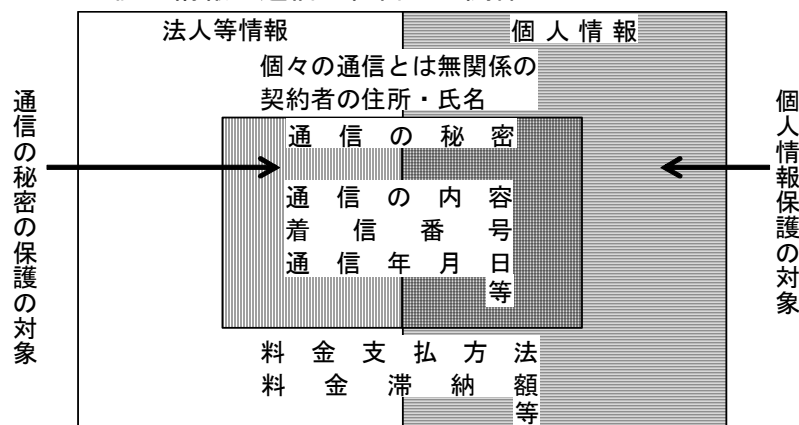 法人等情報
個人情報
個々の通信とは無関係の
契約者の住所・氏名
通信の秘密
通信の内容
着信番号
通信年月日
等
料金支払方法
料金滞納額
等
通信の秘密の保護の対象
個人情報保護の対象